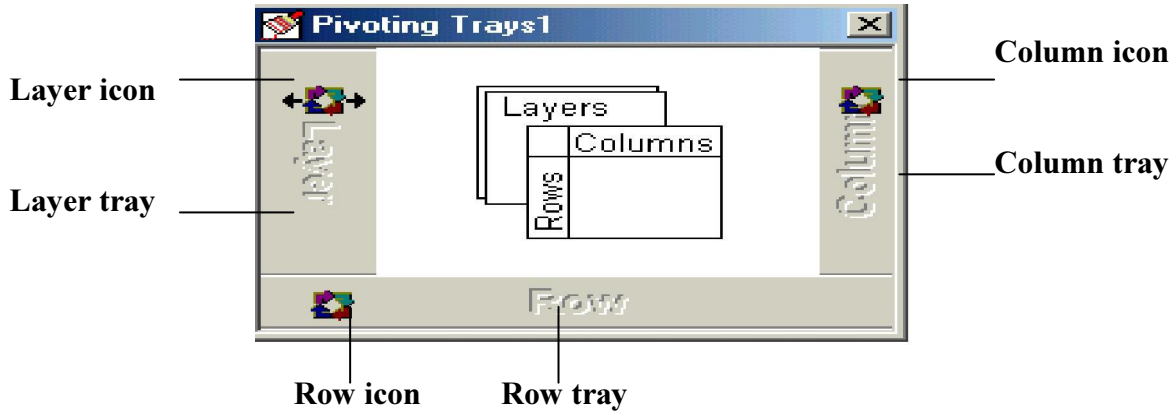 Pivoting Trays1
Layer icon
Column icon
Layer
Layers
Columns
Rows
Column
Column tray
Layer tray
Row
Row icon
Row tray